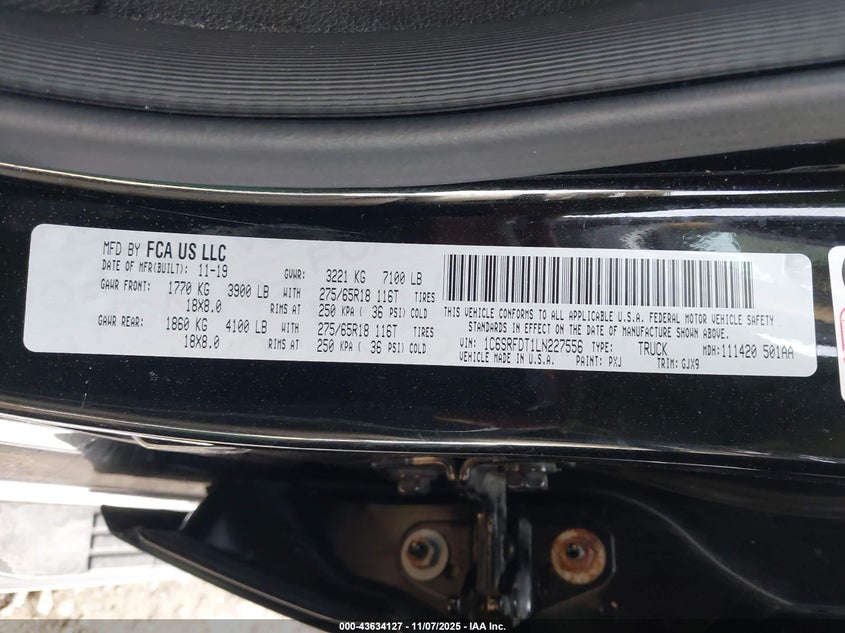 MFD BY FCA US LLC
DATE OF MFR(BUILT): 11-19 GVWR: 3221 KG 7100 LB
GAWR FRONT: 1770 KG 3900 LB WITH 275/65R18 116T TIRES
18X8.0 RIMS AT 250 KPA ( 36 PSI) COLD
GAWR REAR: 1860 KG 4100 LB WITH 275/65R18 116T TIRES
18X8.0 RIMS AT 250 KPA ( 36 PSI) COLD
THIS VEHICLE CONFORMS TO ALL APPLICABLE U.S.A. FEDERAL MOTOR VEHICLE SAFETY
STANDARDS IN EFFECT ON THE DATE OF MANUFACTURE SHOWN ABOVE.
VIN: 1C6SRFDT1LN227556 TYPE: TRUCK MDH:111420 501AA
VEHICLE MADE IN U.S.A. PAINT: PXJ TRIM: GJX9
000-43634127 - 11/07/2025 - IAA Inc.